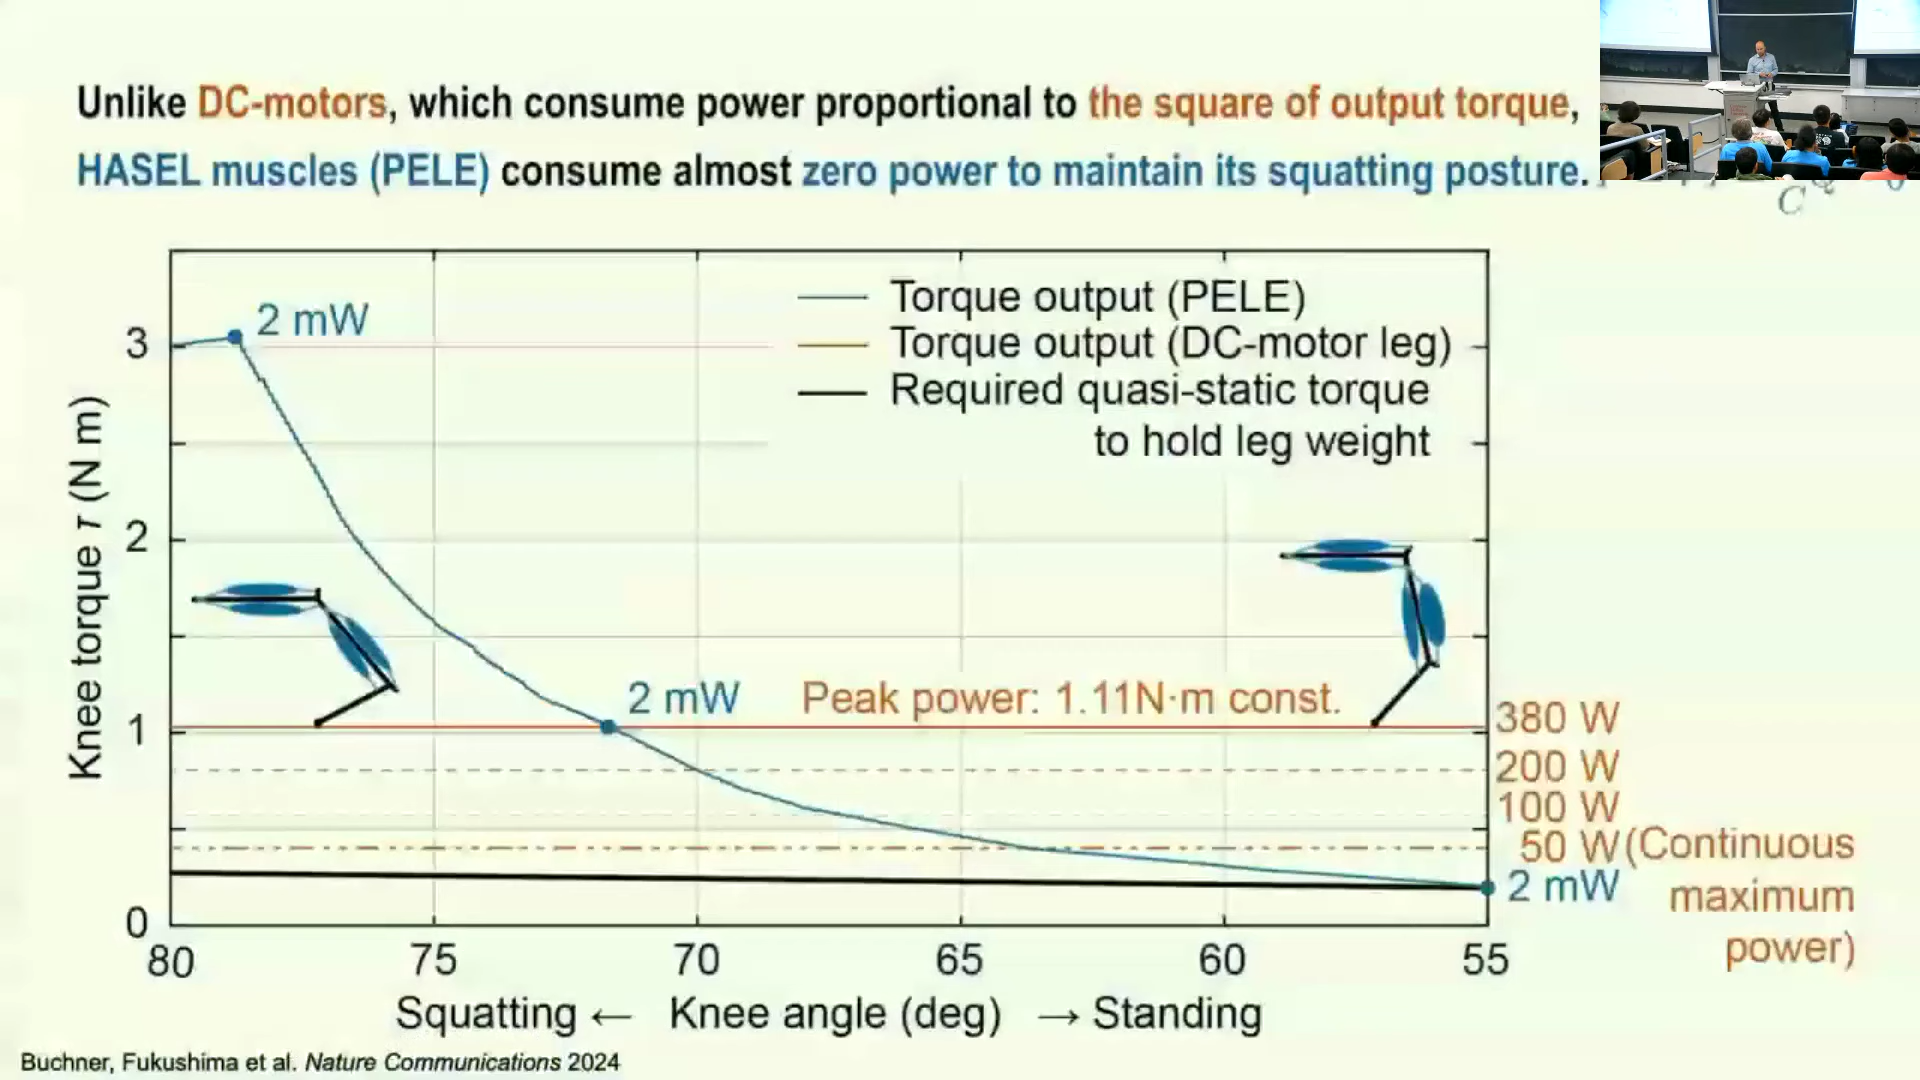 Unlike DC-motors, which consume power proportional to the square of output torque,
HASEL muscles (PELE) consume almost zero power to maintain its squatting posture.
C
2 mW
Torque output (PELE)
Torque output (DC-motor leg)
Required quasi-static torque
to hold leg weight
3
2
1
0
Knee torque τ (N m)
2 mW
Peak power: 1.11N·m const.
380 W
200 W
100 W
50 W (Continuous
maximum
power)
2 mW
80
75
70
65
60
55
Squatting ← Knee angle (deg) → Standing
Buchner, Fukushima et al. Nature Communications 2024